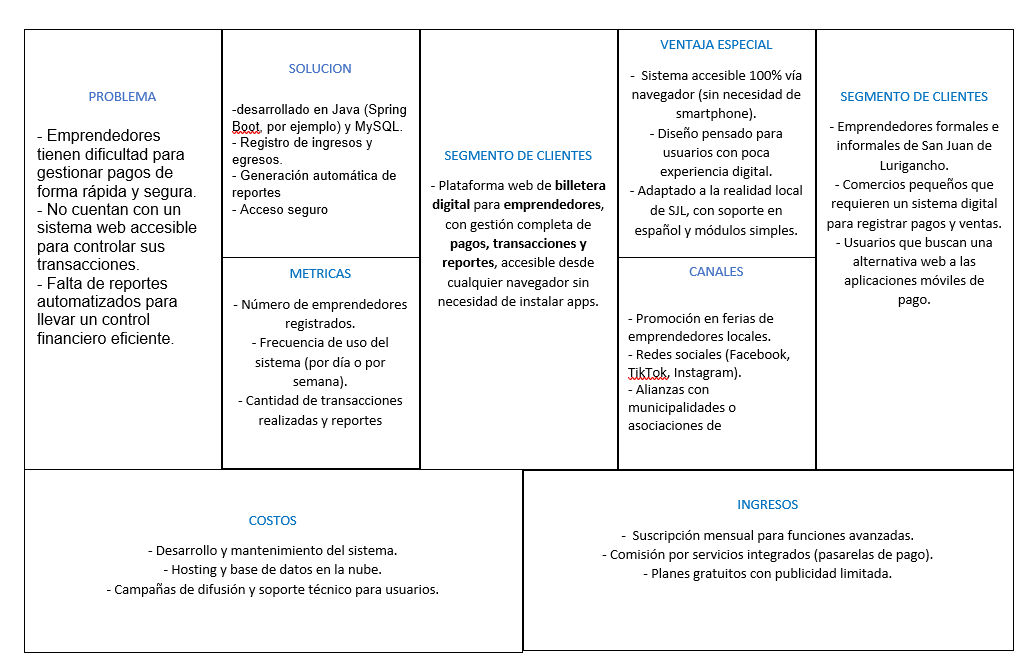 PROBLEMA
- Emprendedores
tienen dificultad para
gestionar pagos de
forma rápida y segura.
- No cuentan con un
sistema web accesible
para controlar sus
transacciones.
- Falta de reportes
automatizados para
llevar un control
financiero eficiente.
SOLUCION
-desarrollado en Java (Spring
Boot, por ejemplo) y MySQL.
- Registro de ingresos y
egresos.
- Generación automática de
reportes
- Acceso seguro
METRICAS
- Número de emprendedores
registrados.
- Frecuencia de uso del
sistema (por día o por
semana).
- Cantidad de transacciones
realizadas y reportes
SEGMENTO DE CLIENTES
- Plataforma web de billetera
digital para emprendedores,
con gestión completa de
pagos, transacciones y
reportes, accesible desde
cualquier navegador sin
necesidad de instalar apps.
VENTAJA ESPECIAL
- Sistema accesible 100% vía
navegador (sin necesidad de
smartphone).
- Diseño pensado para
usuarios con poca
experiencia digital.
- Adaptado a la realidad local
de SJL, con soporte en
español y módulos simples.
CANALES
- Promoción en ferias de
emprendedores locales.
- Redes sociales (Facebook,
TikTok, Instagram).
- Alianzas con
municipalidades o
asociaciones de
SEGMENTO DE CLIENTES
- Emprendedores formales e
informales de San Juan de
Lurigancho.
- Comercios pequeños que
requieren un sistema digital
para registrar pagos y ventas.
- Usuarios que buscan una
alternativa web a las
aplicaciones móviles de
pago.
COSTOS
- Desarrollo y mantenimiento del sistema.
- Hosting y base de datos en la nube.
- Campañas de difusión y soporte técnico para usuarios.
INGRESOS
- Suscripción mensual para funciones avanzadas.
- Comisión por servicios integrados (pasarelas de pago).
- Planes gratuitos con publicidad limitada.